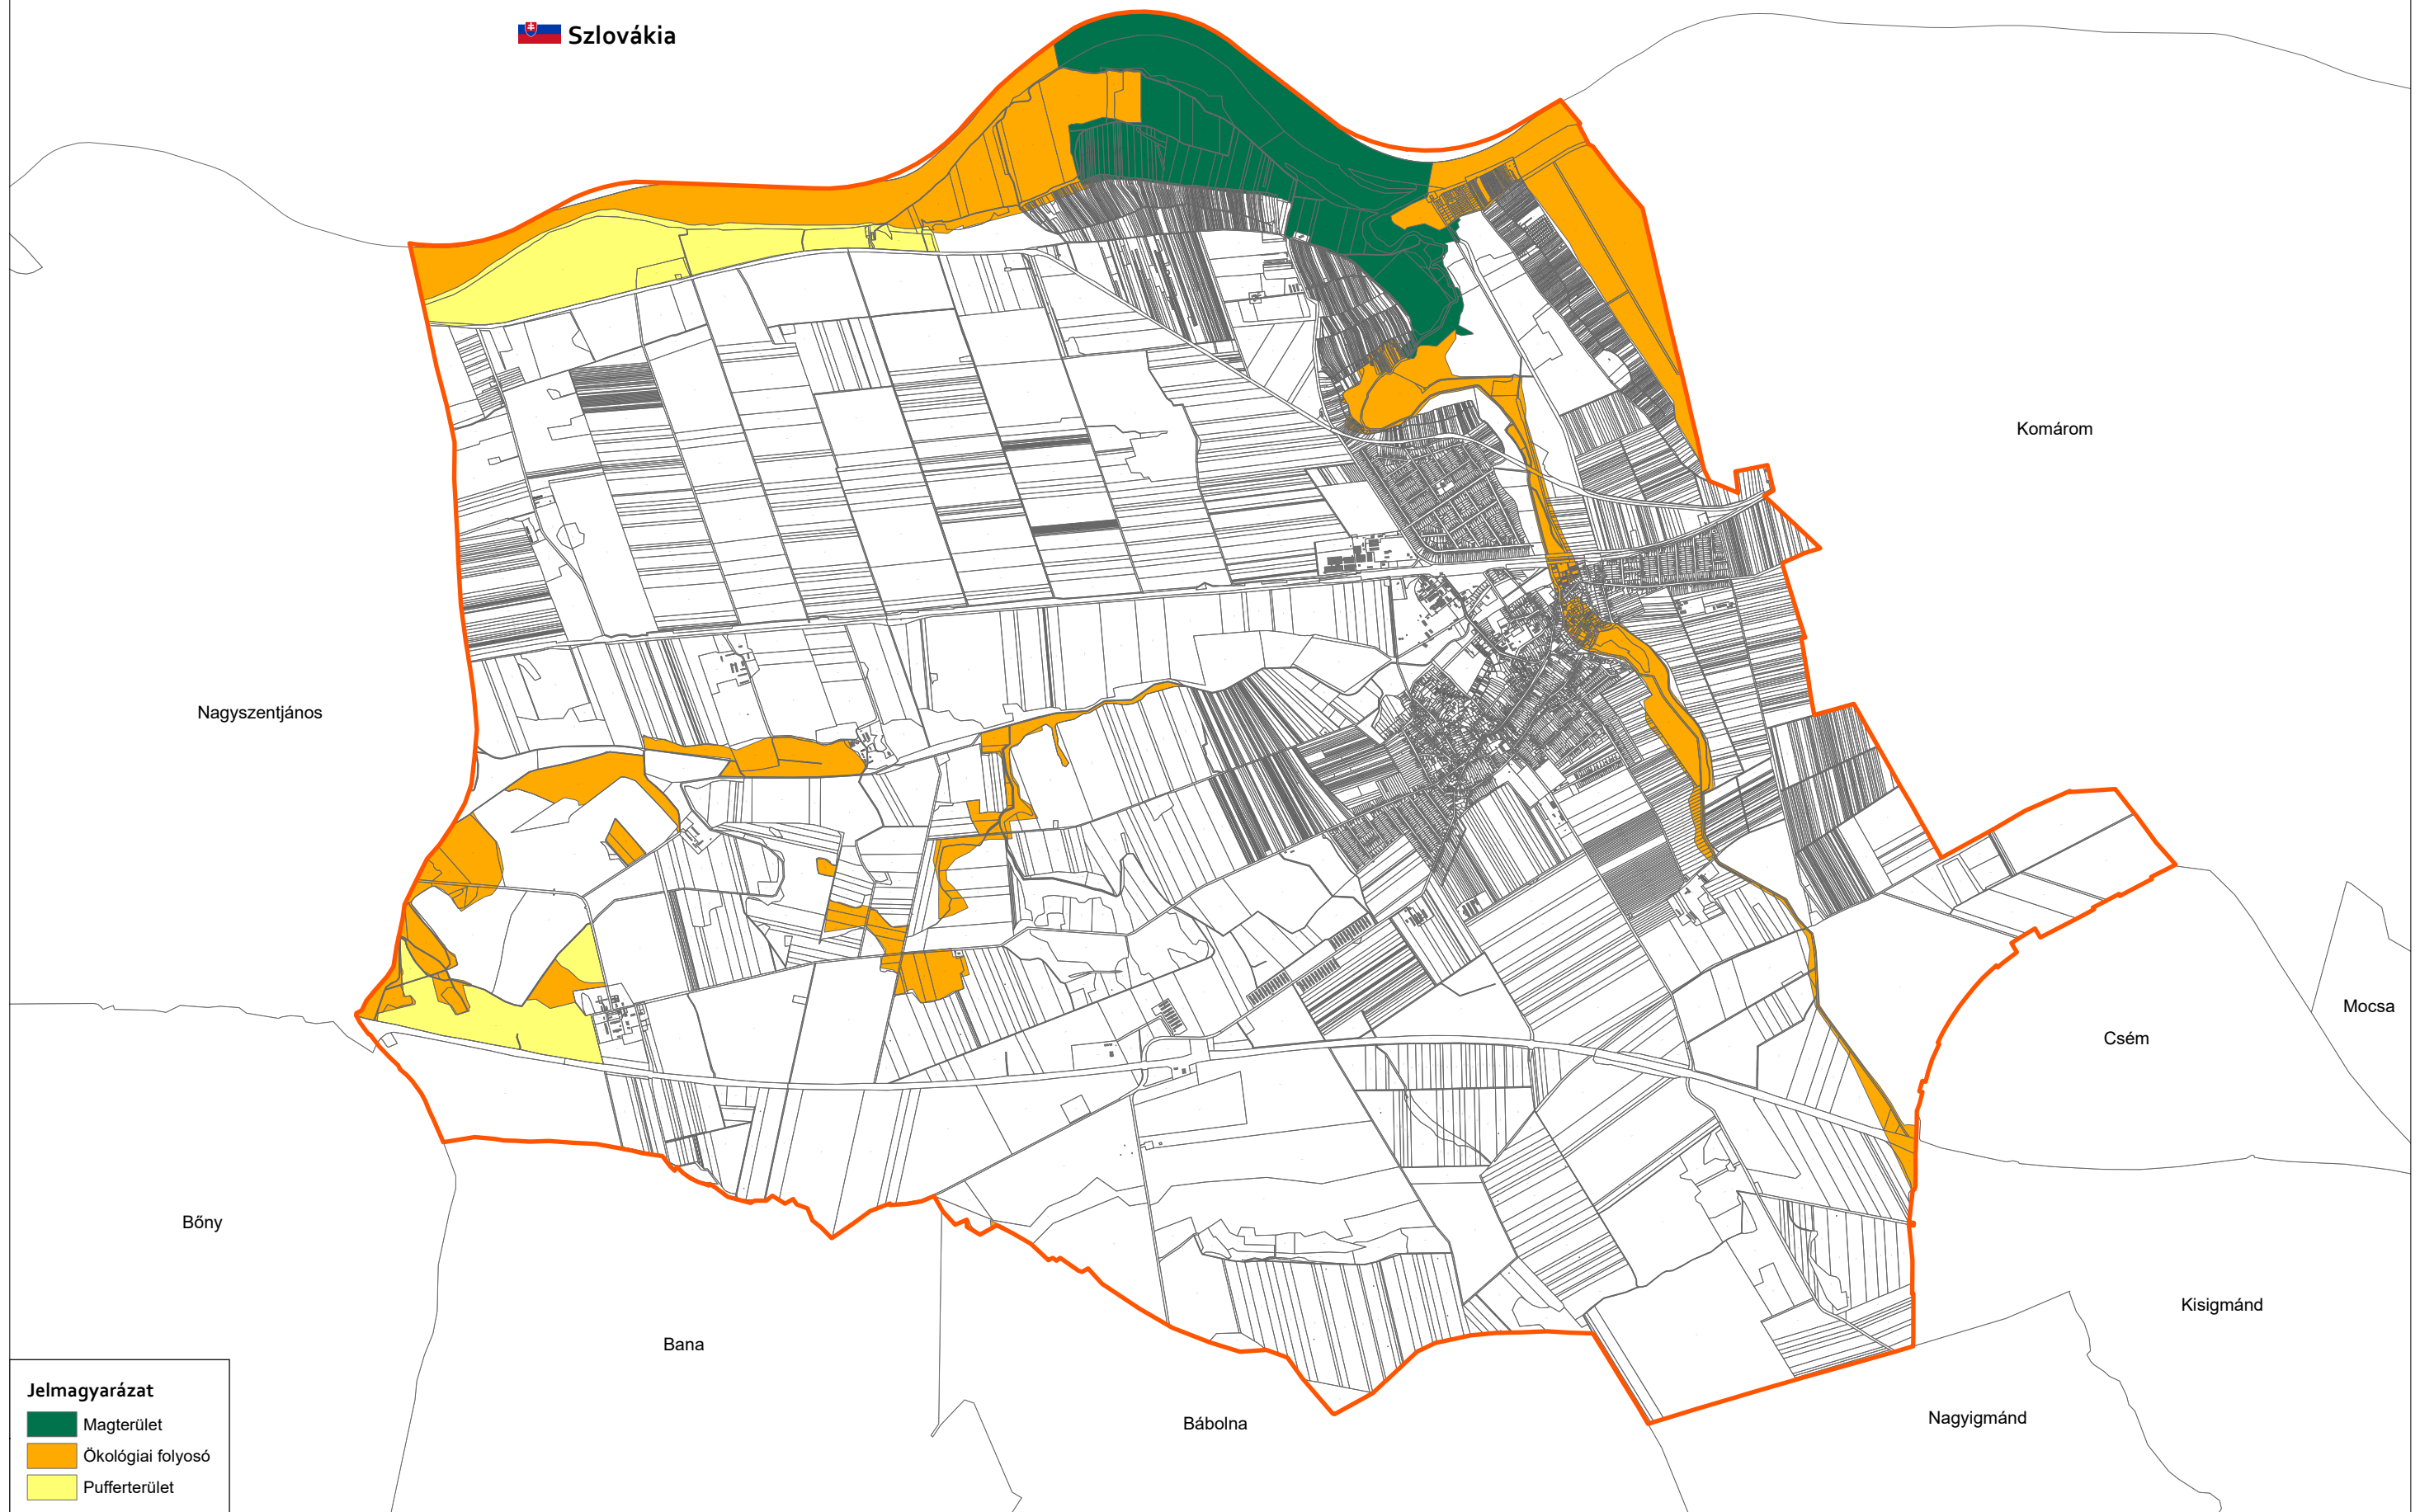 Szlovákia
Komárom
Nagyszentjános
Mocsa
Csém
Bőny
Kisigmánd
Bana
Nagyigmánd
Bábolna
Jelmagyarázat
Magterület
Ökológiai folyosó
Pufferterület